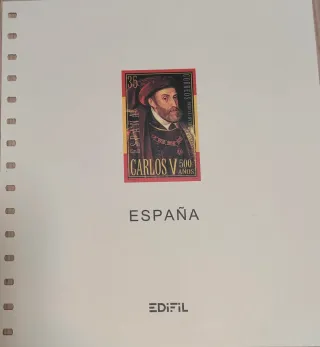 35
CORREOS
CARLOS V
500
AÑOS
ESPAÑA
EDIFIL